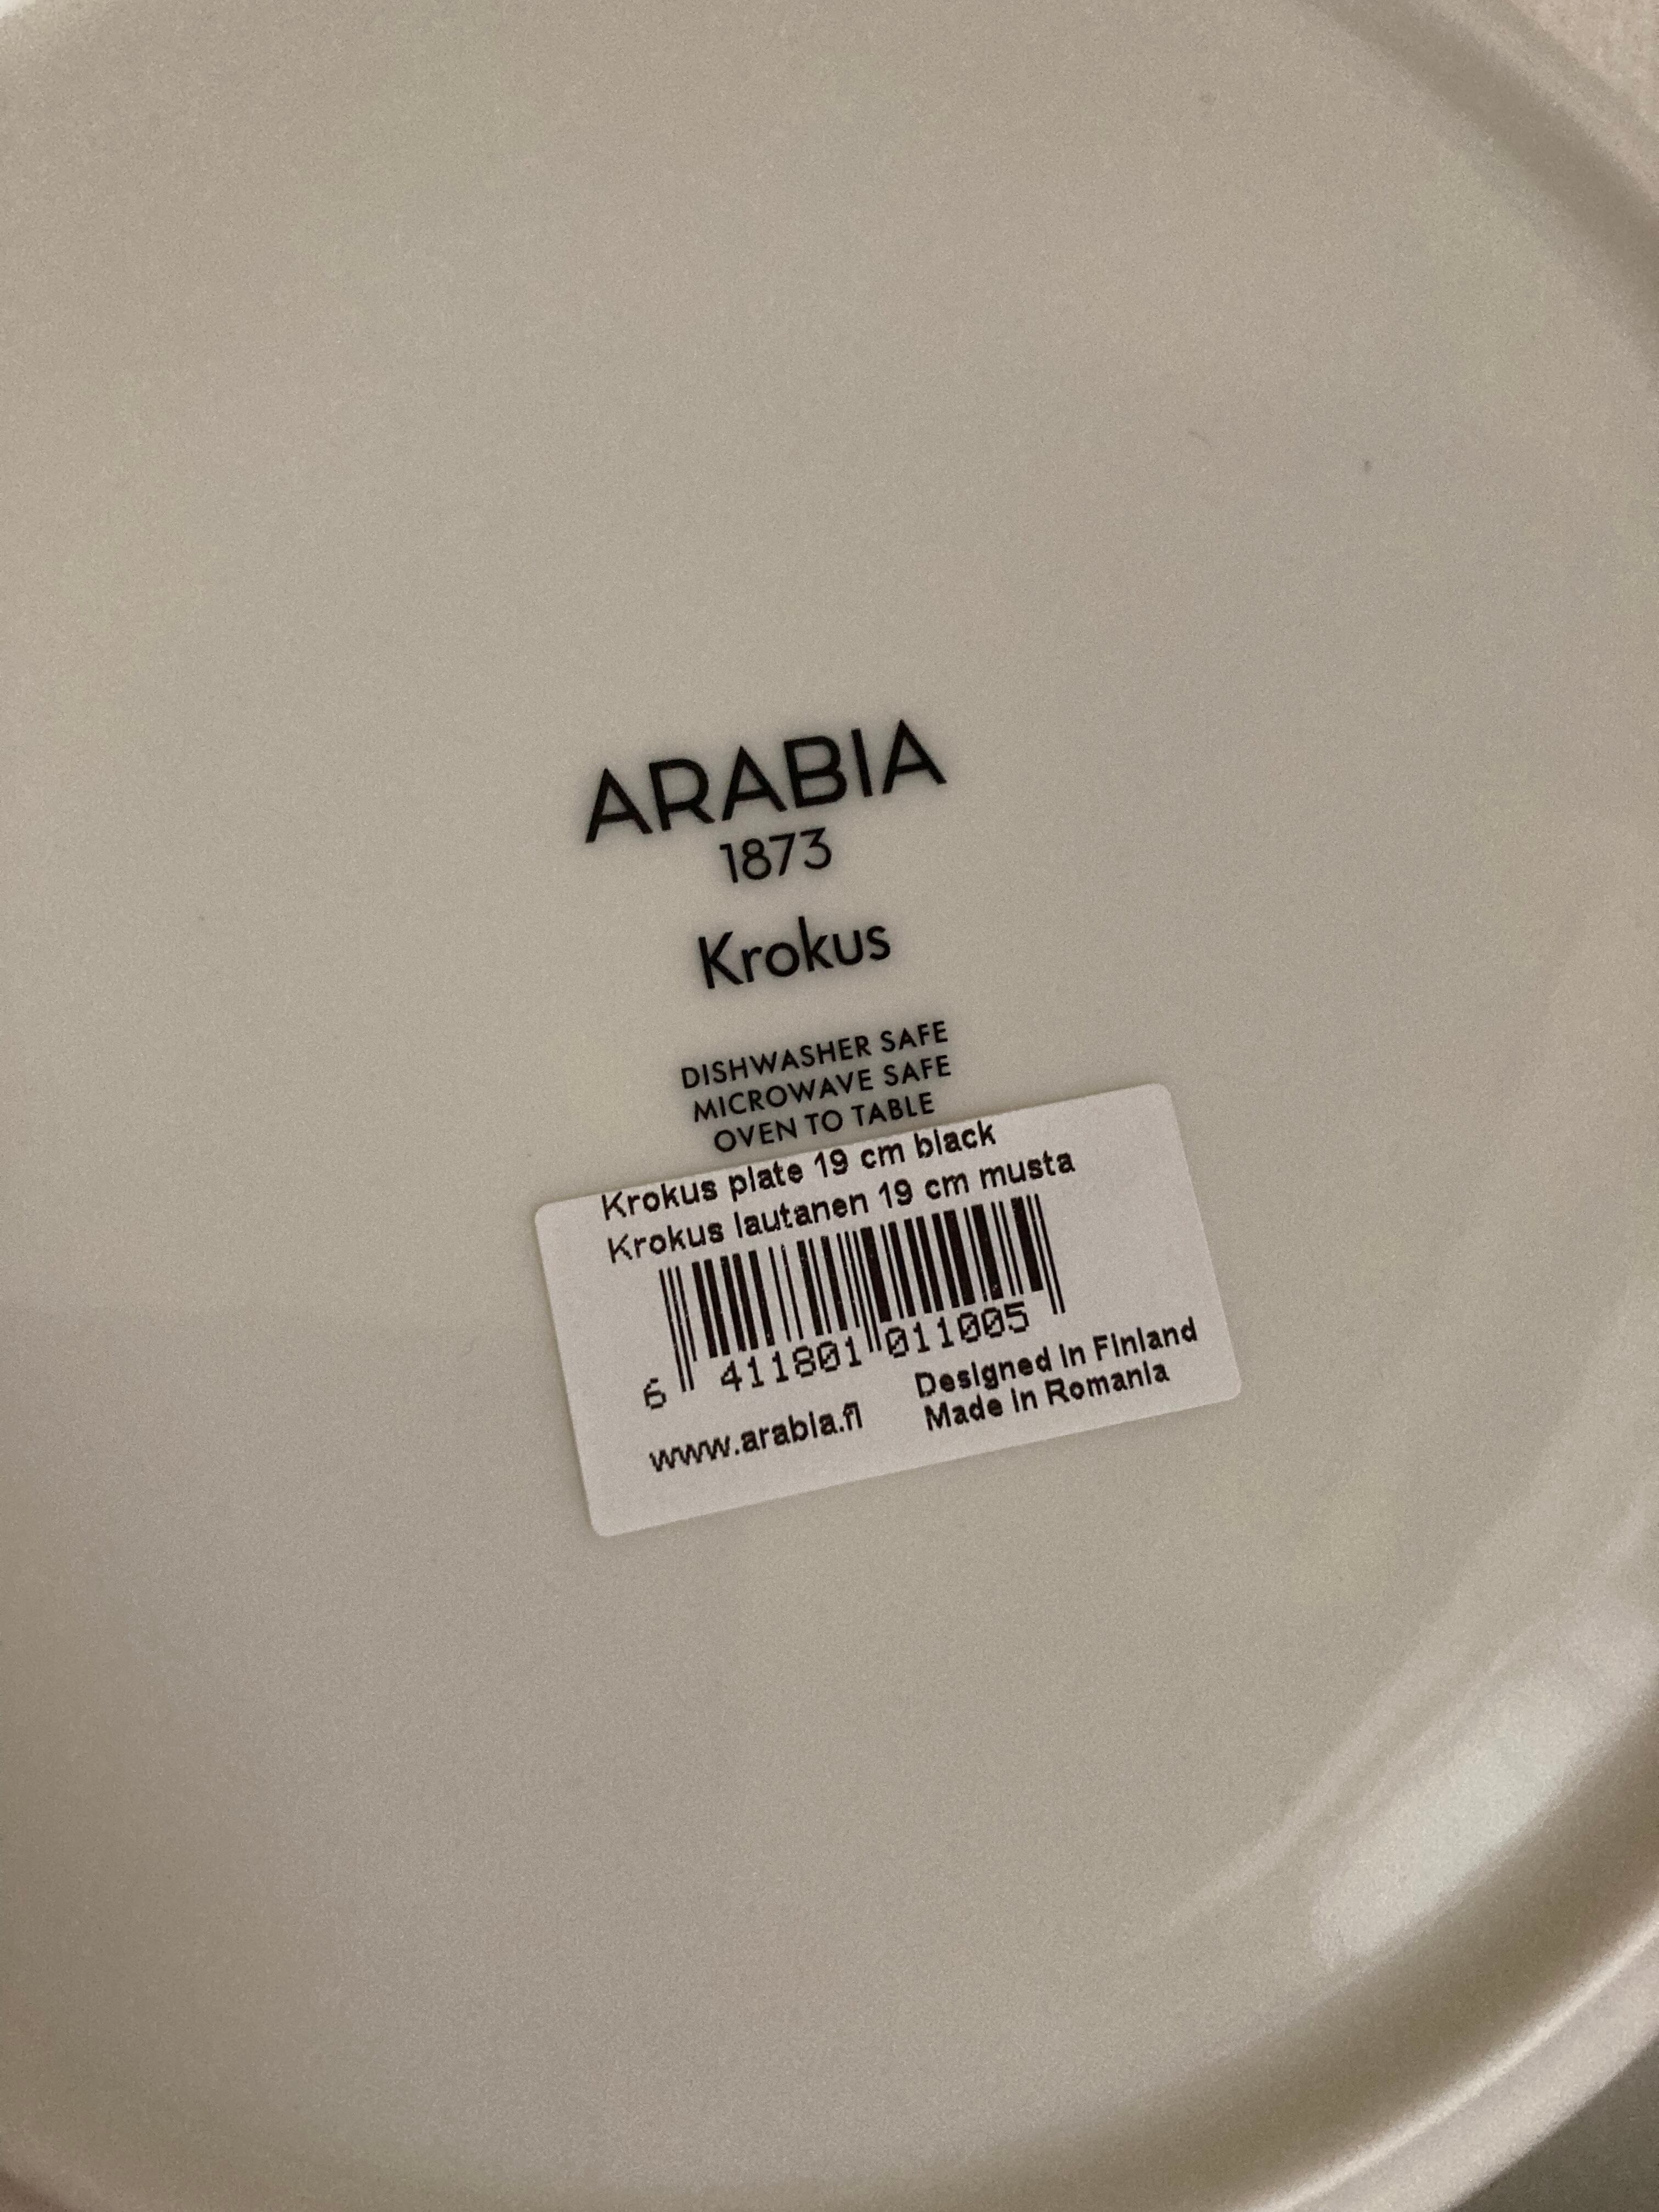 ARABIA
1873
Krokus
DISHWASHER SAFE
MICROWAVE SAFE
OVEN TO TABLE
Krokus plate 19 cm black
Krokus lautanen 19 cm musta
6 411801 011005
www.arabia.fi
Designed in Finland
Made in Romania